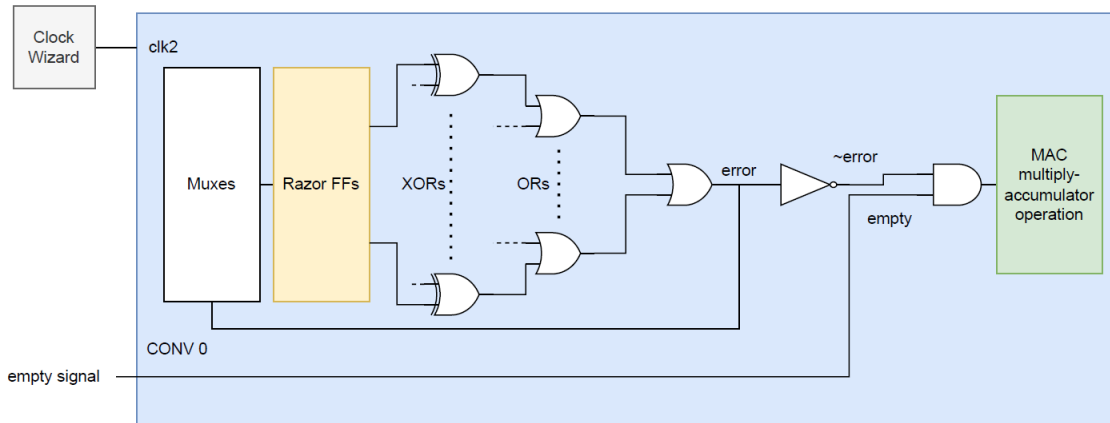 Clock
Wizard
clk2
Muxes
Razor FFs
XORs
ORs
error
~error
empty
MAC
multiply-
accumulator
operation
CONV 0
empty signal